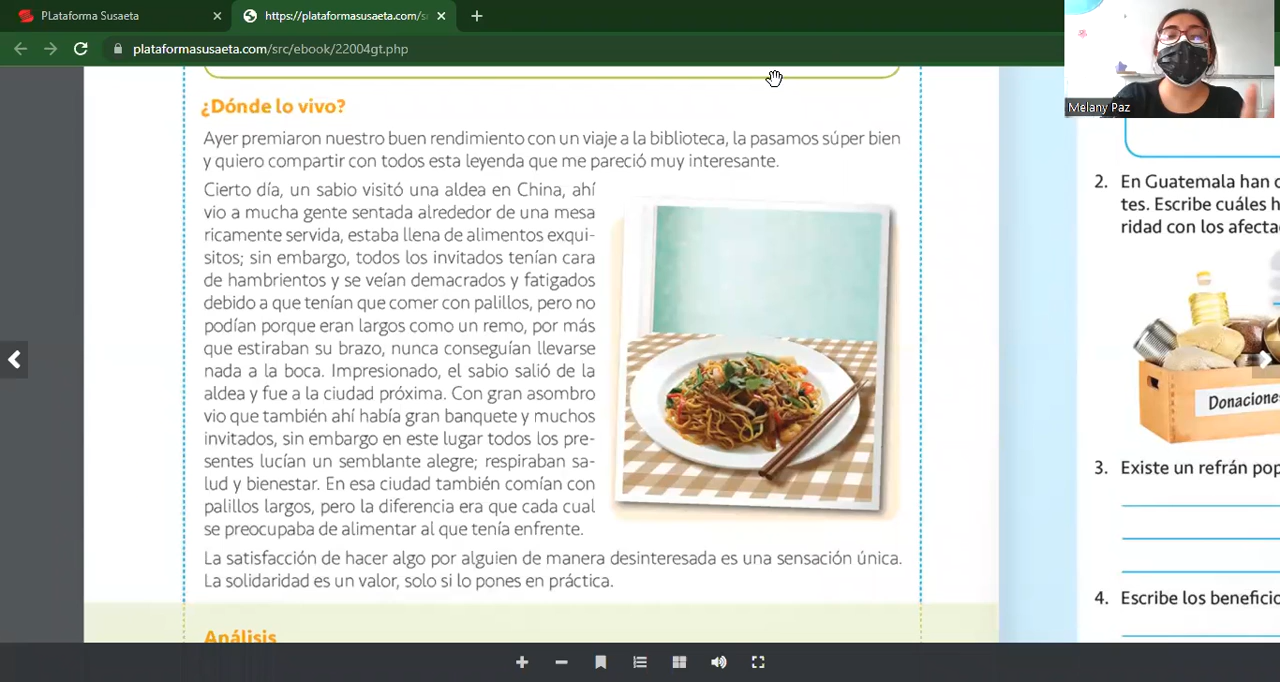 PLataforma Susaeta
https://plataformasusaeta.com/s
plataformasusaeta.com/src/ebook/22004gt.php
Melany Paz
¿Dónde lo vivo?
Ayer premiaron nuestro buen rendimiento con un viaje a la biblioteca, la pasamos súper bien
y quiero compartir con todos esta leyenda que me pareció muy interesante.
Cierto día, un sabio visitó una aldea en China, ahí
vio a mucha gente sentada alrededor de una mesa
ricamente servida, estaba llena de alimentos exqui-
sitos; sin embargo, todos los invitados tenían cara
de hambrientos y se veían demacrados y fatigados
debido a que tenían que comer con palillos, pero no
podían porque eran largos como un remo, por más
que estiraban su brazo, nunca conseguían llevarse
nada a la boca. Impresionado, el sabio salió de la
aldea y fue a la ciudad próxima. Con gran asombro
vio que también ahí había gran banquete y muchos
invitados, sin embargo en este lugar todos los pre-
sentes lucían un semblante alegre; respiraban sa-
lud y bienestar. En esa ciudad también comían con
palillos largos, pero la diferencia era que cada cual
se preocupaba de alimentar al que tenía enfrente.
La satisfacción de hacer algo por alguien de manera desinteresada es una sensación única.
La solidaridad es un valor, solo si lo pones en práctica.
Análisis
2. En Guatemala han
tes. Escribe cuáles h
ridad con los afecta
Donacione
3. Existe un refrán pop
4. Escribe los beneficio